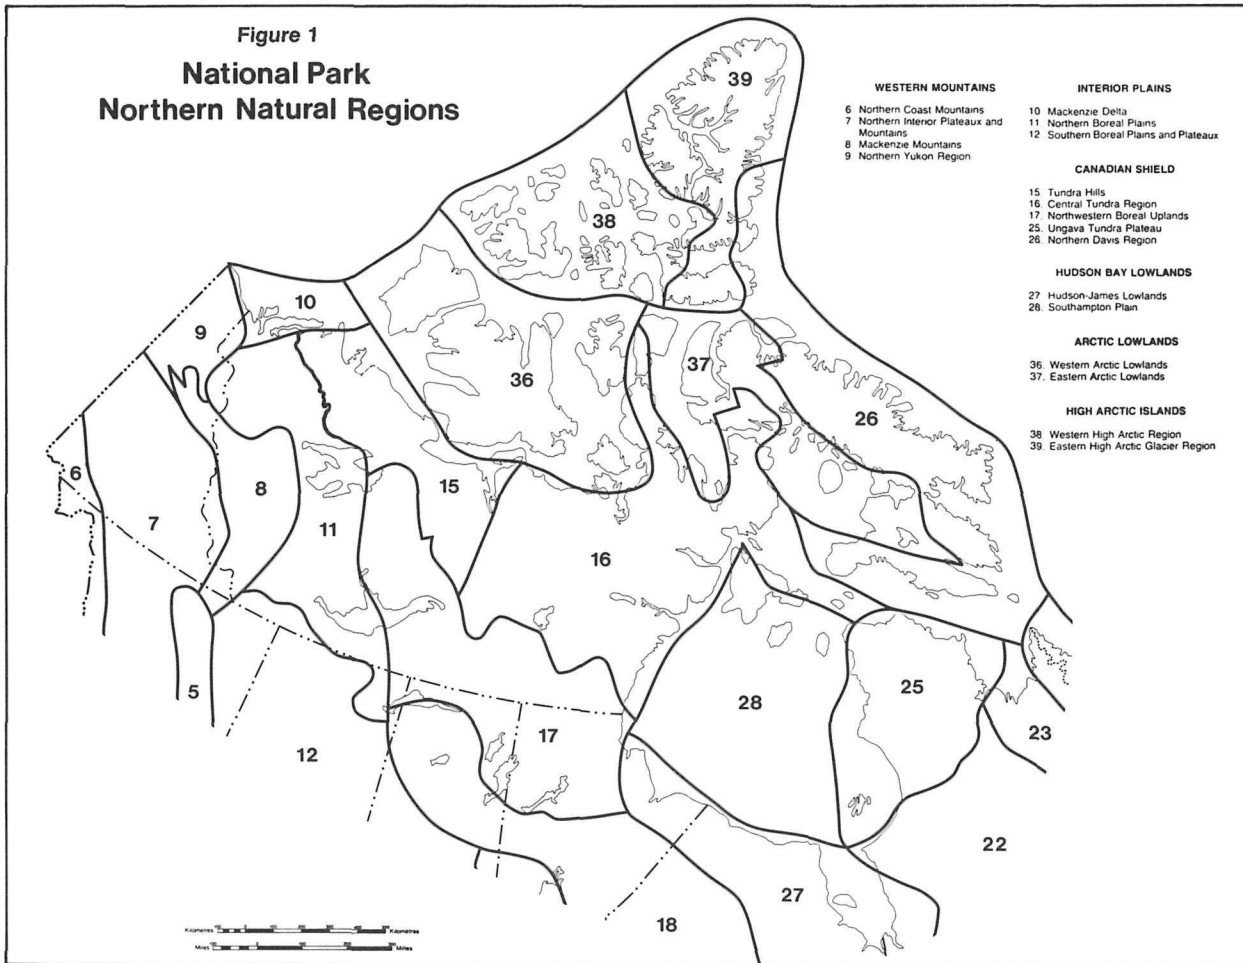 Figure 1
National Park
Northern Natural Regions
WESTERN MOUNTAINS
6 Northern Coast Mountains
7 Northern Interior Plateaux and
Mountains
8 Mackenzie Mountains
9 Northern Yukon Region
INTERIOR PLAINS
10 Mackenzie Delta
11 Northern Boreal Plains
12 Southern Boreal Plains and Plateaux
CANADIAN SHIELD
15. Tundra Hills
16. Central Tundra Region
17. Northwestern Boreal Uplands
25. Ungava Tundra Plateau
26. Northern Davis Region
HUDSON BAY LOWLANDS
27 Hudson-James Lowlands
28. Southampton Plain
ARCTIC LOWLANDS
36. Western Arctic Lowlands
37. Eastern Arctic Lowlands
HIGH ARCTIC ISLANDS
38 Western High Arctic Region
39. Eastern High Arctic Glacier Region
39
38
10
9
36
37
26
6
8
15
7
11
16
5
28
25
12
17
23
22
27
18
Kilometres Kilometres
Miles Miles